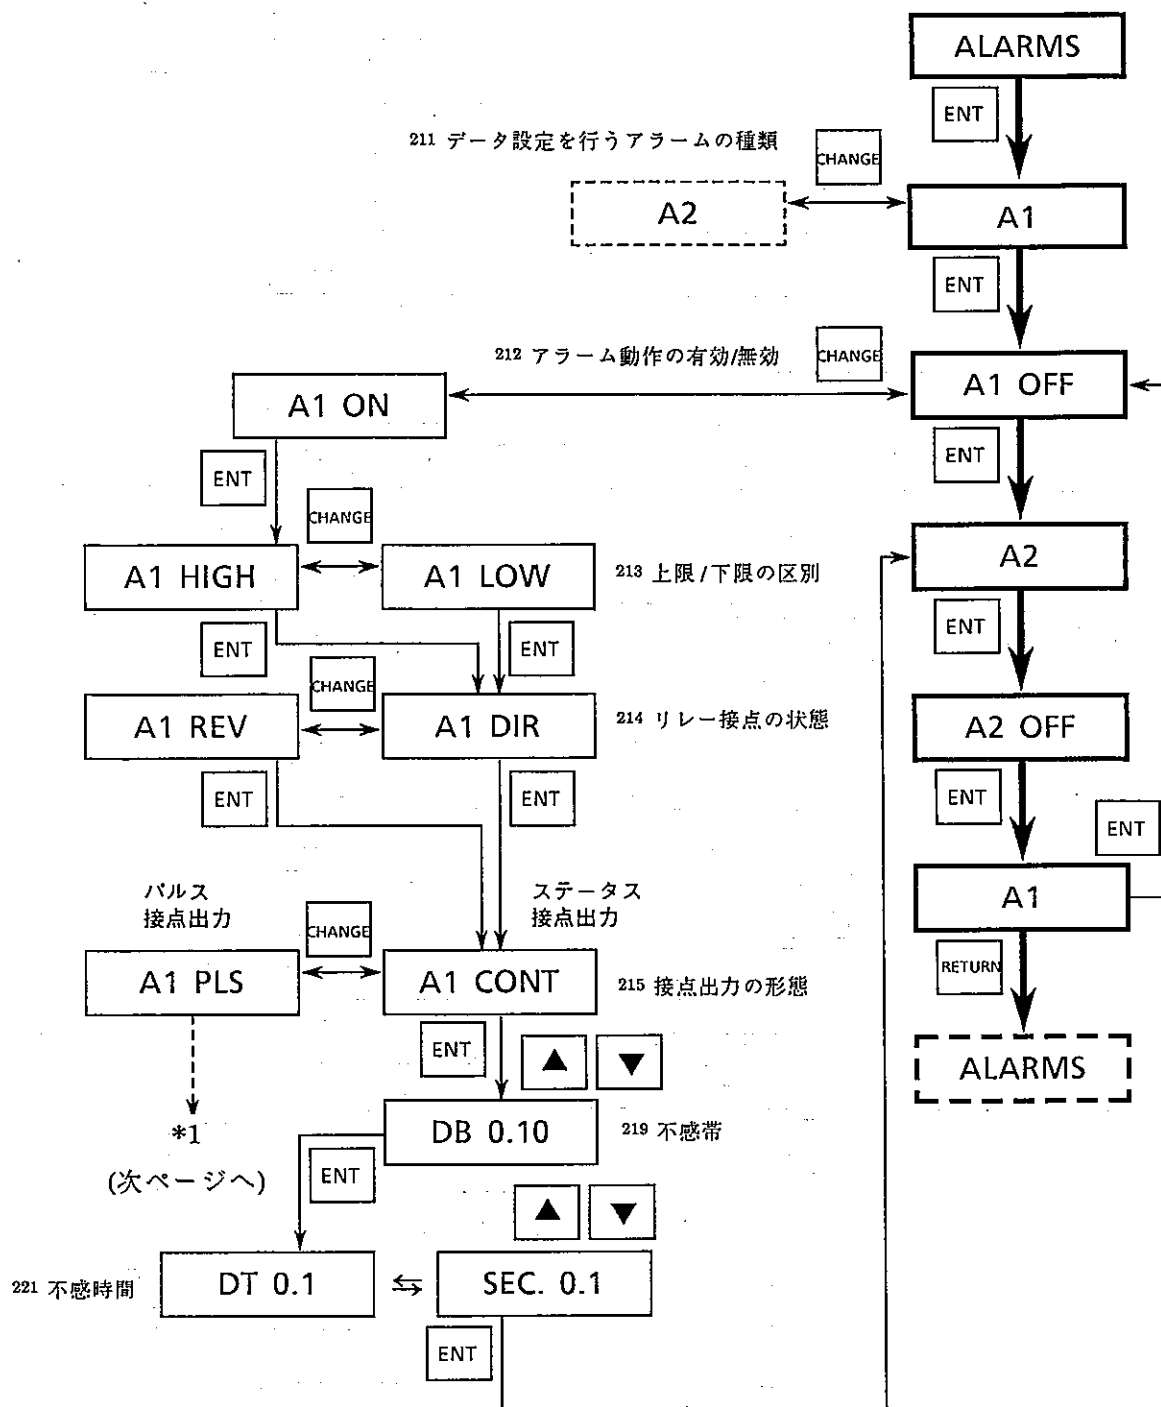 ALARMS
ENT
211 データ設定を行うアラームの種類
CHANGE
A2
A1
ENT
212 アラーム動作の有効/無効
CHANGE
A1 ON
A1 OFF
ENT
ENT
CHANGE
A2
A1 HIGH
A1 LOW
213 上限/下限の区別
ENT
ENT
ENT
CHANGE
A1 REV
A1 DIR
214 リレー接点の状態
A2 OFF
ENT
ENT
ENT
ENT
パルス
接点出力
ステータス
接点出力
A1
CHANGE
A1 PLS
A1 CONT
215 接点出力の形態
RETURN
ENT
▲
▼
ALARMS
*1
(次ページへ)
DB 0.10
219 不感帯
ENT
▲
▼
221 不感時間
DT 0.1
SEC. 0.1
ENT